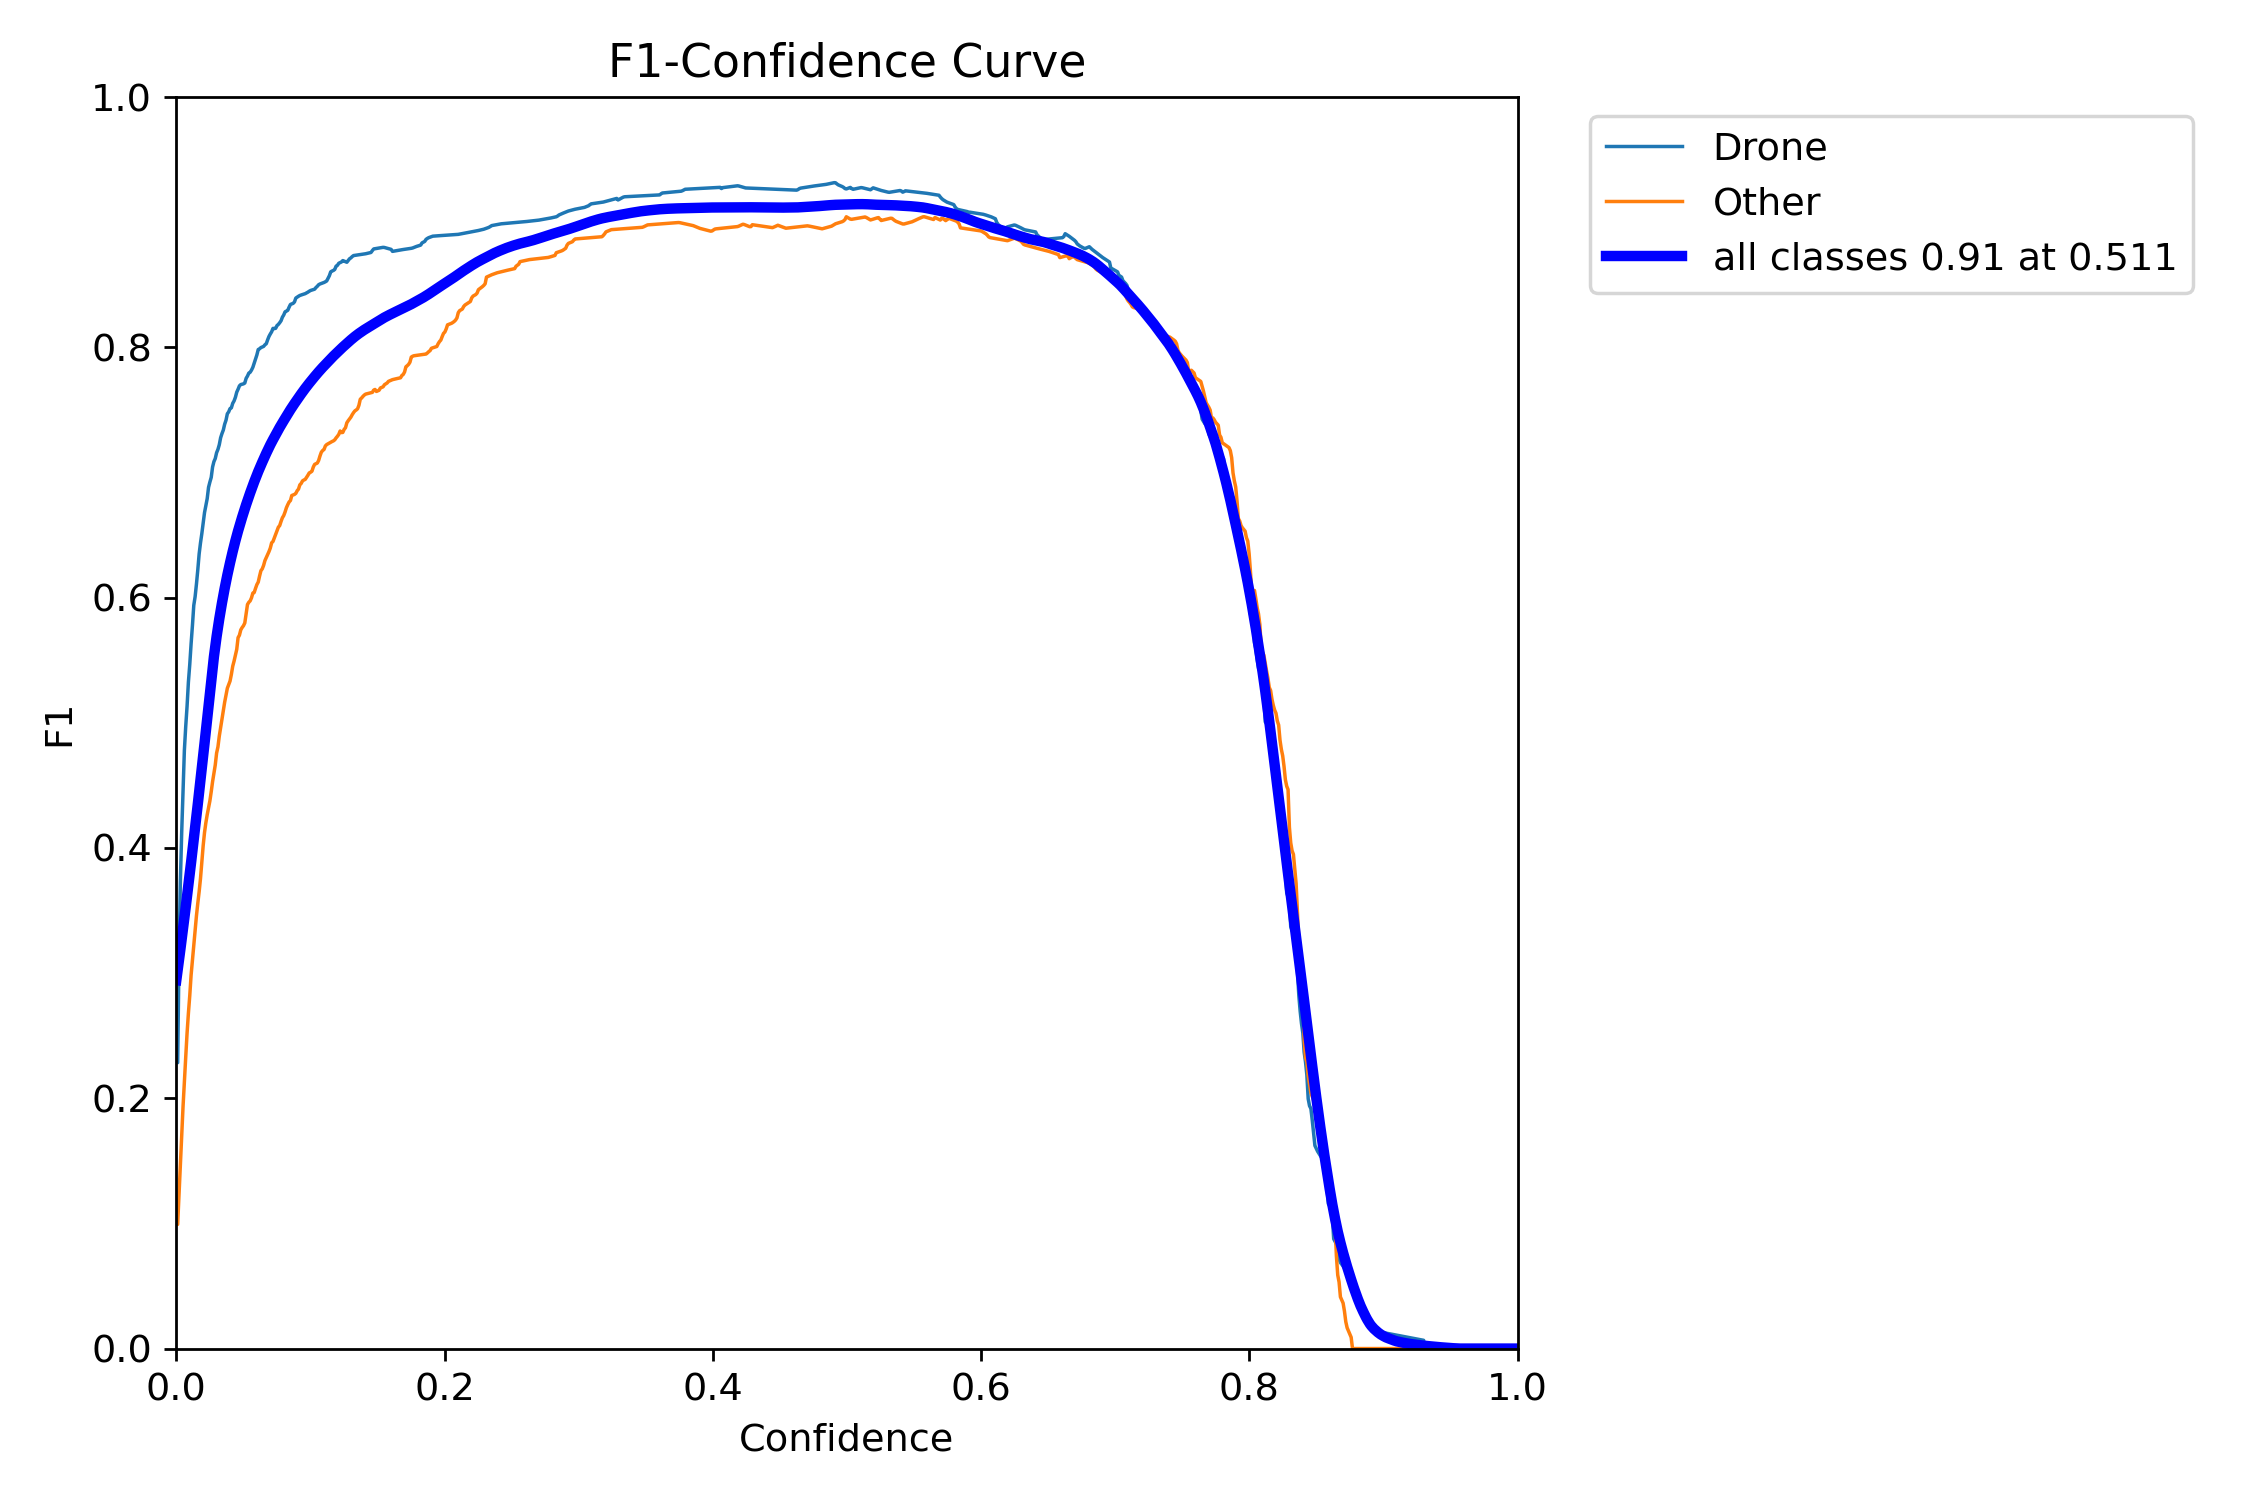 F1-Confidence Curve
1.0
0.8
0.6
0.4
0.2
0.0
F1
0.0 0.2 0.4 0.6 0.8 1.0
Confidence
Drone
Other
all classes 0.91 at 0.511